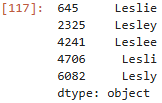 [117]: 645 Leslie
2325 Lesley
4241 Leslee
4706 Lesli
6082 Lesly
dtype: object